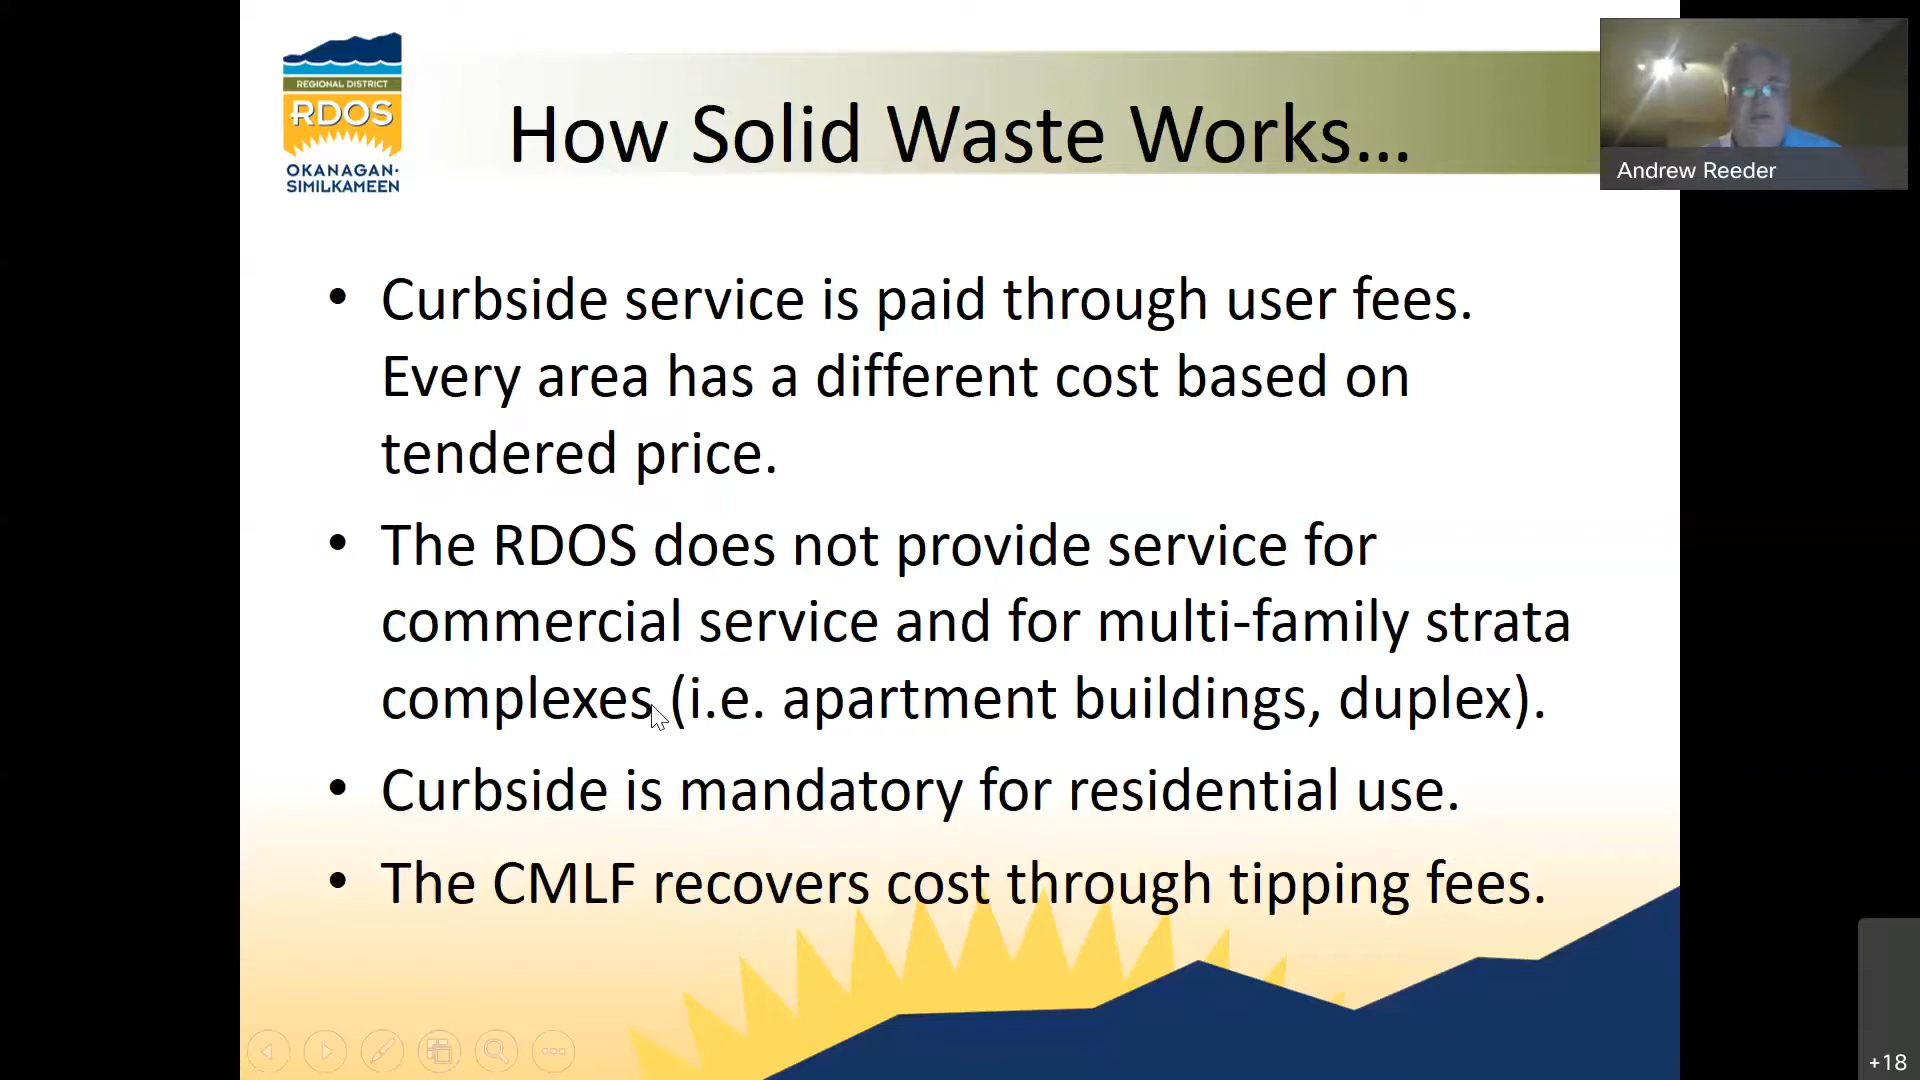 REGIONAL DISTRICT
RDOS
OKANAGAN-
SIMILKAMEEN
How Solid Waste Works...
Andrew Reeder
• Curbside service is paid through user fees.
Every area has a different cost based on
tendered price.
• The RDOS does not provide service for
commercial service and for multi-family strata
complexes (i.e. apartment buildings, duplex).
• Curbside is mandatory for residential use.
• The CMLF recovers cost through tipping fees.
+18